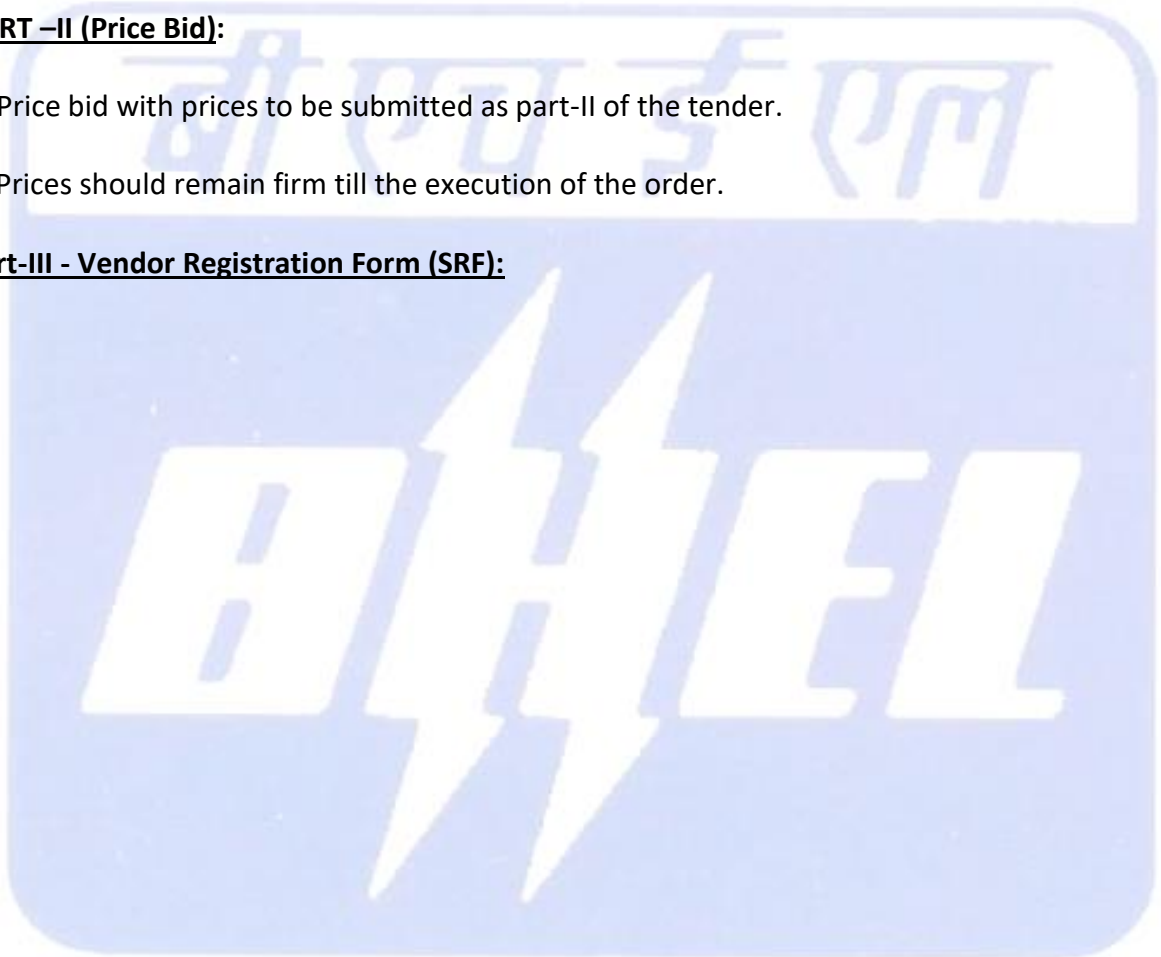 बी एच ई एल
RT –II (Price Bid):
Price bid with prices to be submitted as part-II of the tender.
Prices should remain firm till the execution of the order.
rt-III - Vendor Registration Form (SRF):
BHEL